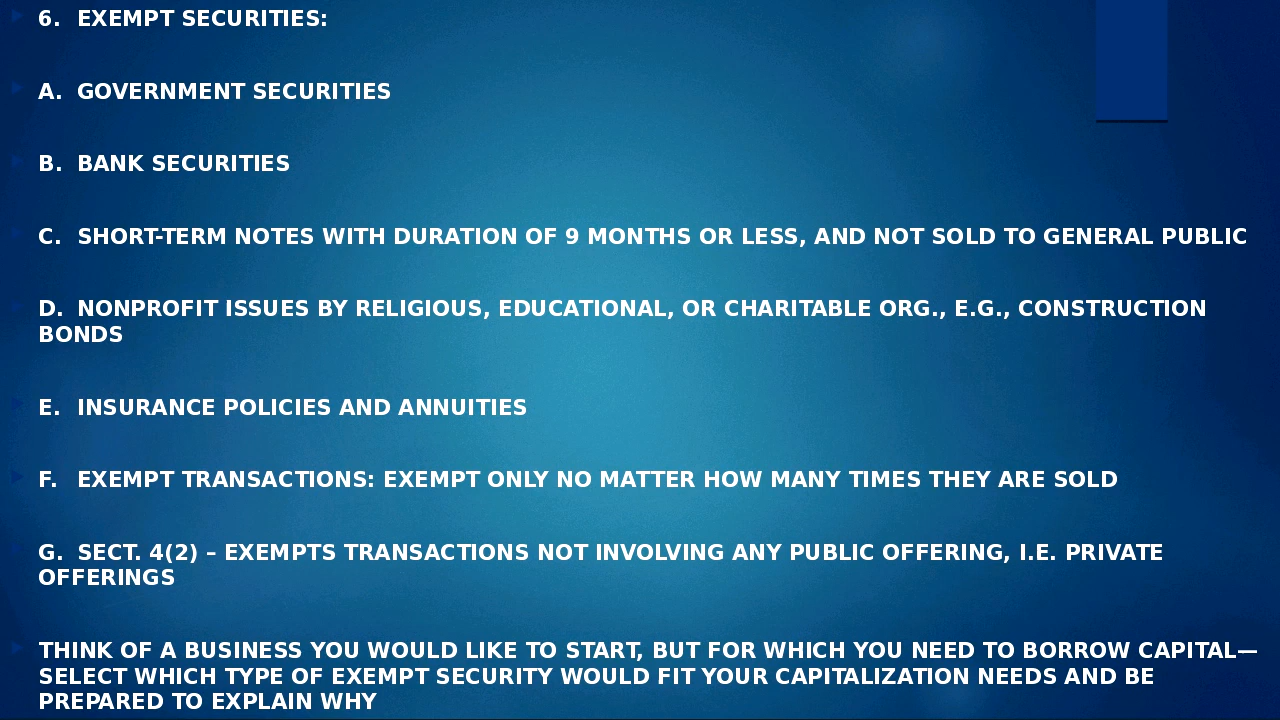 6. EXEMPT SECURITIES:
A. GOVERNMENT SECURITIES
B. BANK SECURITIES
C. SHORT-TERM NOTES WITH DURATION OF 9 MONTHS OR LESS, AND NOT SOLD TO GENERAL PUBLIC
D. NONPROFIT ISSUES BY RELIGIOUS, EDUCATIONAL, OR CHARITABLE ORG., E.G., CONSTRUCTION
BONDS
E. INSURANCE POLICIES AND ANNUITIES
F. EXEMPT TRANSACTIONS: EXEMPT ONLY NO MATTER HOW MANY TIMES THEY ARE SOLD
G. SECT. 4(2) – EXEMPTS TRANSACTIONS NOT INVOLVING ANY PUBLIC OFFERING, I.E. PRIVATE
OFFERINGS
THINK OF A BUSINESS YOU WOULD LIKE TO START, BUT FOR WHICH YOU NEED TO BORROW CAPITAL—
SELECT WHICH TYPE OF EXEMPT SECURITY WOULD FIT YOUR CAPITALIZATION NEEDS AND BE
PREPARED TO EXPLAIN WHY